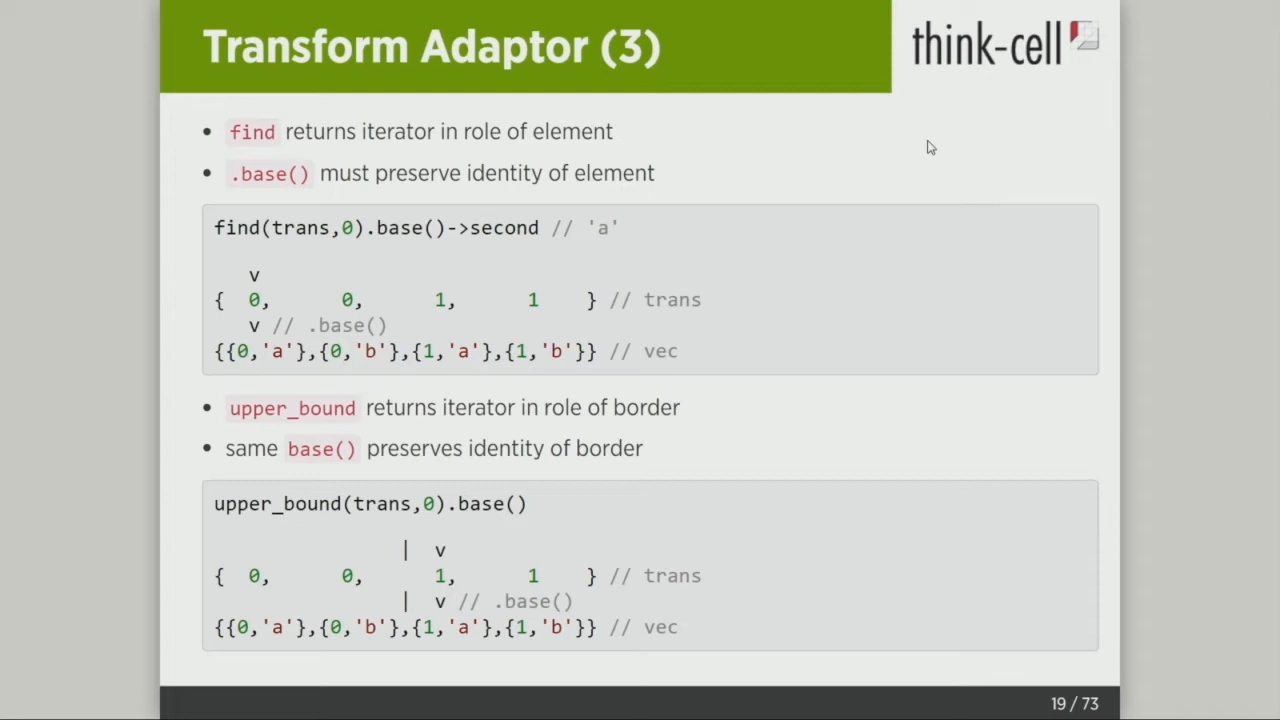 Transform Adaptor (3)
think-cell
• find returns iterator in role of element
• .base() must preserve identity of element
find(trans,0).base()->second // 'a'
v
{ 0, 0, 1, 1 } // trans
v // .base()
{{0,'a'},{0,'b'},{1,'a'},{1,'b'}} // vec
• upper_bound returns iterator in role of border
• same base() preserves identity of border
upper_bound(trans,0).base()
| v
{ 0, 0, 1, 1 } // trans
| v // .base()
{{0,'a'},{0,'b'},{1,'a'},{1,'b'}} // vec
19 / 73